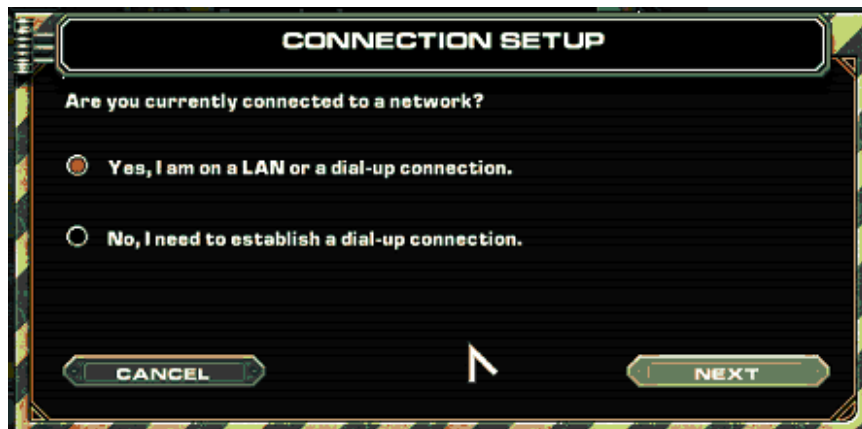 CONNECTION SETUP
Are you currently connected to a network?
Yes, I am on a LAN or a dial-up connection.
No, I need to establish a dial-up connection.
CANCEL
NEXT